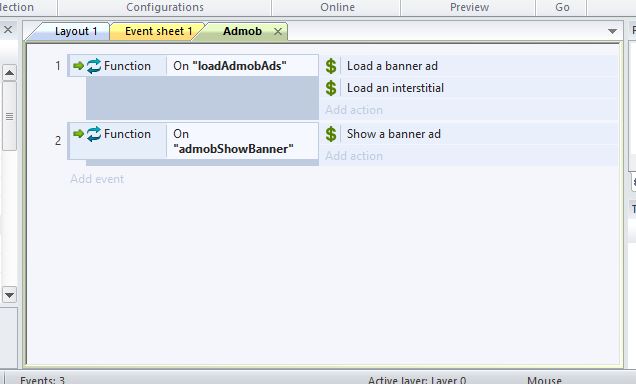 Configurations Online Preview Go
Layout 1 Event sheet 1 Admob
1 Function On "loadAdmobAds" Load a banner ad
Load an interstitial
Add action
2 Function On "admobShowBanner" Show a banner ad
Add action
Add event
Events: 3 Active layer: Layer 0 Mouse